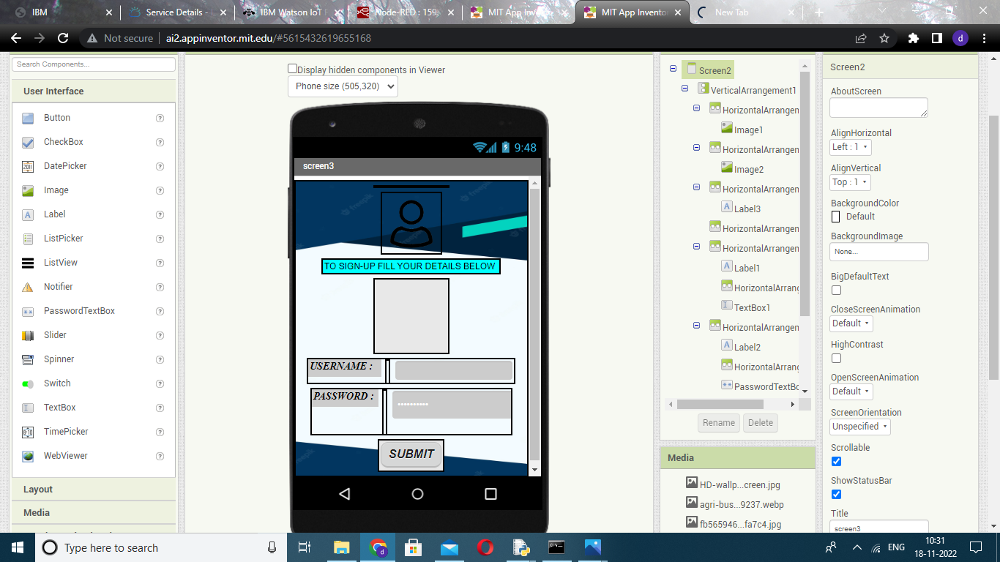 IBM
Service Details -
IBM Watson IoT
Node-RED : 159.
MIT App Inventor
MIT App Inventor
New Tab
Not secure
ai2.appinventor.mit.edu/#5615432619655168
d
Search Components...
User Interface
Button
CheckBox
DatePicker
Image
Label
ListPicker
ListView
Notifier
PasswordTextBox
Slider
Spinner
Switch
TextBox
TimePicker
WebViewer
Layout
Media
Display hidden components in Viewer
Phone size (505,320)
9:48
screen3
TO SIGN-UP FILL YOUR DETAILS BELOW
USERNAME :
PASSWORD :
SUBMIT
Screen2
VerticalArrangement1
HorizontalArrangem
Image1
HorizontalArrangem
Image2
HorizontalArrangem
Label3
HorizontalArrangem
HorizontalArrangem
Label1
HorizontalArrang
TextBox1
HorizontalArrangem
Label2
HorizontalArrang
PasswordTextBo
Rename
Delete
Media
HD-wallp...creen.jpg
agri-bus...9237.webp
fb565946...fa7c4.jpg
Screen2
AboutScreen
AlignHorizontal
Left : 1
AlignVertical
Top : 1
BackgroundColor
Default
BackgroundImage
None...
BigDefaultText
CloseScreenAnimation
Default
HighContrast
OpenScreenAnimation
Default
ScreenOrientation
Unspecified
Scrollable
ShowStatusBar
Title
screen3
Type here to search
ENG
10:31
18-11-2022